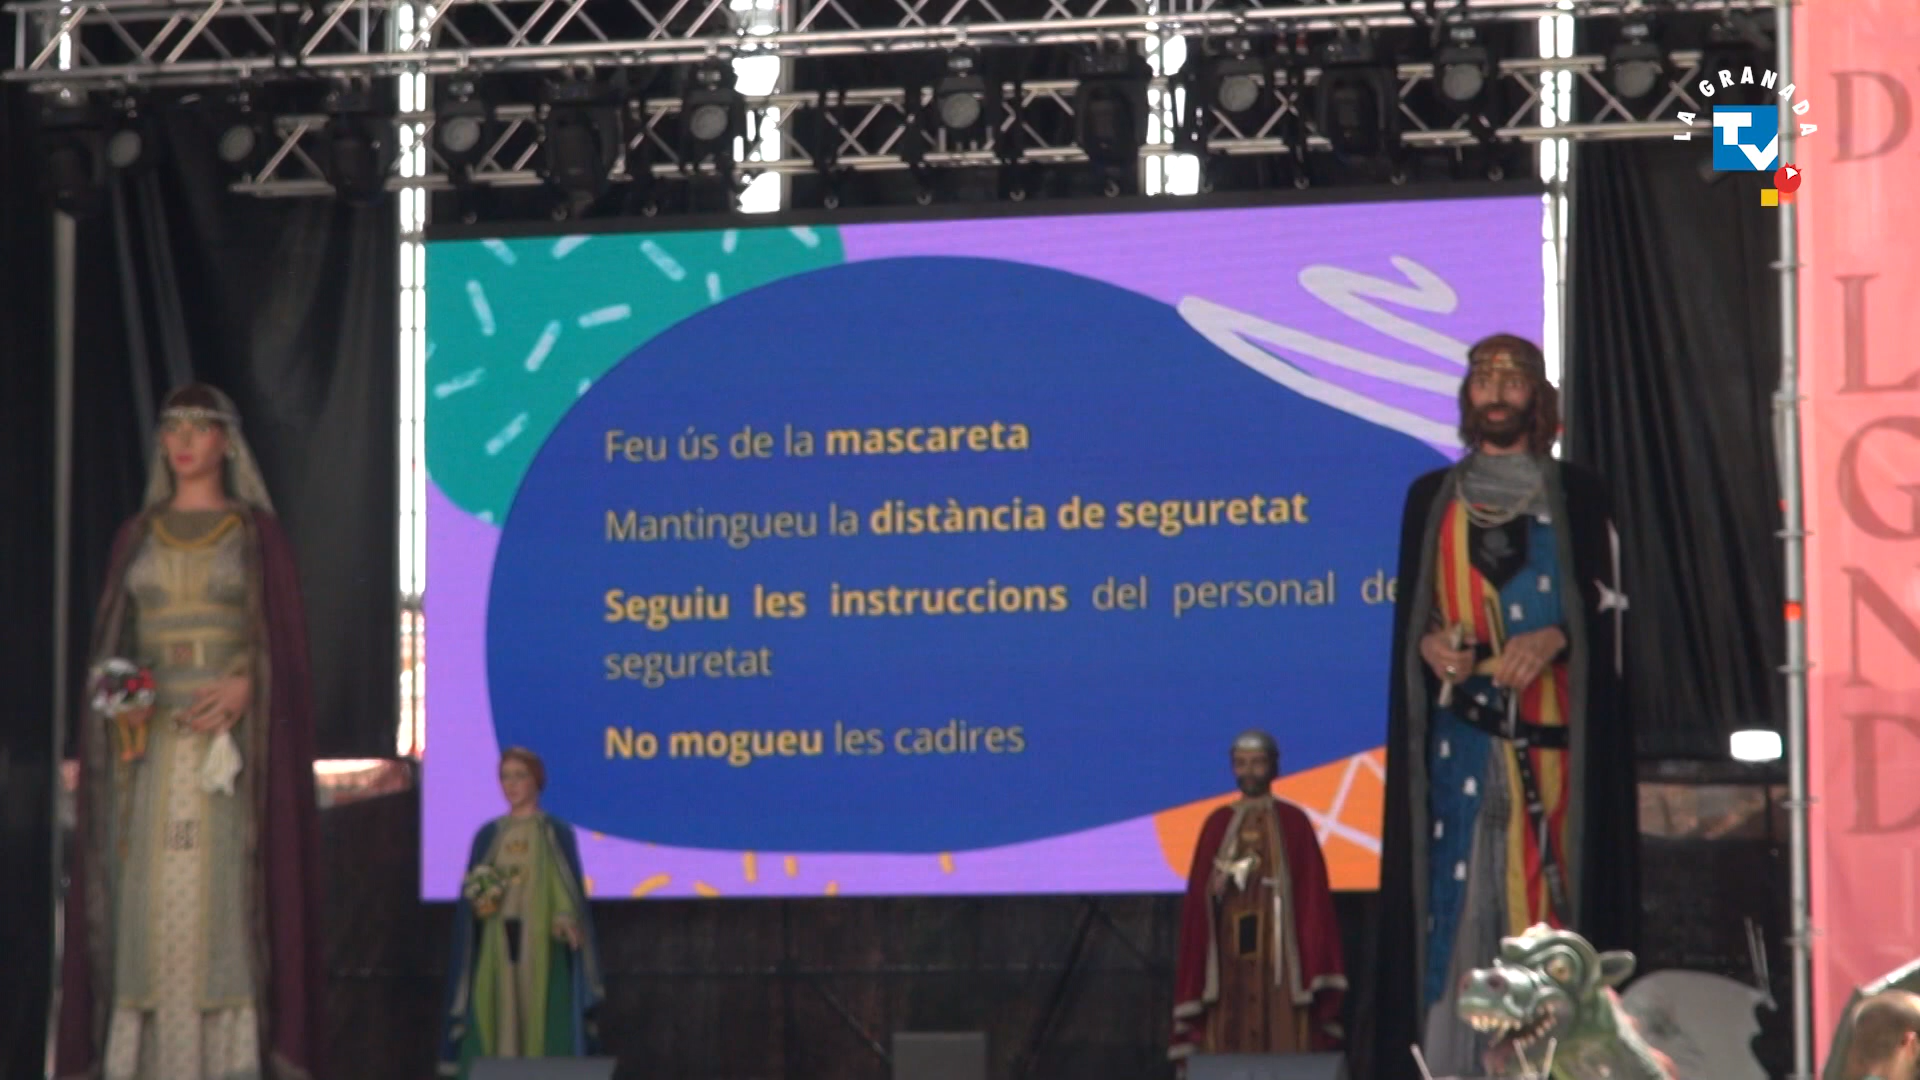 LA GRANADA
TV
Feu ús de la mascareta
Mantingueu la distància de seguretat
Seguiu les instruccions del personal de
seguretat
No mogueu les cadires
D
L
G
N
D